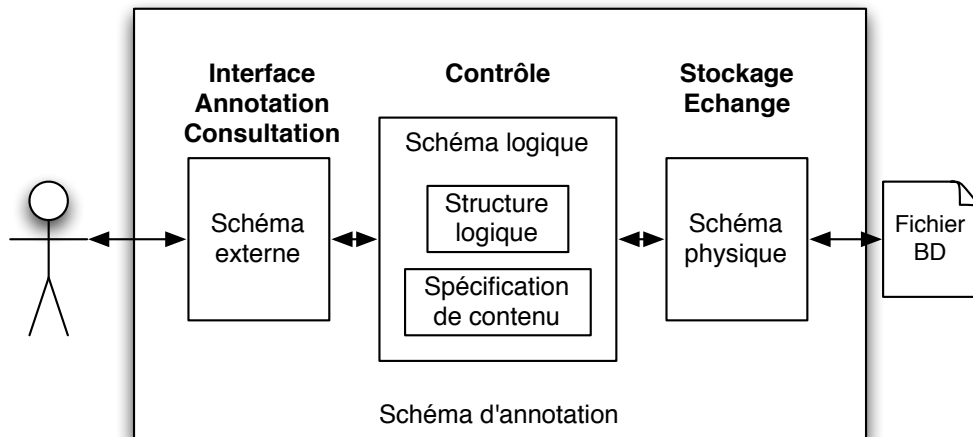 Interface
Annotation
Consultation
Contrôle
Stockage
Echange
Schéma logique
Schéma
externe
Structure
logique
Spécification
de contenu
Schéma
physique
Fichier
BD
Schéma d'annotation